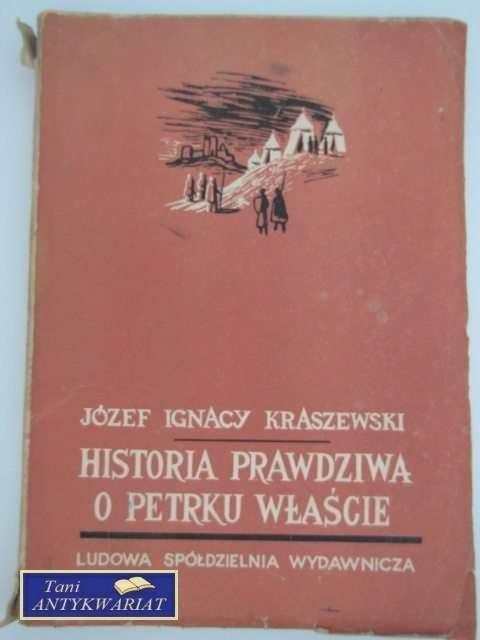 JÓZEF IGNACY KRASZEWSKI
HISTORIA PRAWDZIWA
O PETRKU WŁAŚCIE
LUDOWA SPÓŁDZIELNIA WYDAWNICZA
Tani
ANTYKWARIAT